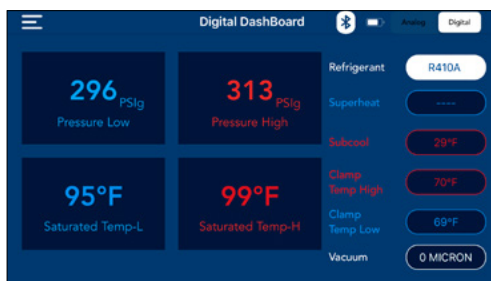 Digital DashBoard
Analog
Digital
296 PSIg
Pressure Low
313 PSIg
Pressure High
95°F
Saturated Temp-L
99°F
Saturated Temp-H
Refrigerant
R410A
Superheat
----
Subcool
29°F
Clamp
Temp High
70°F
Clamp
Temp Low
69°F
Vacuum
0 MICRON